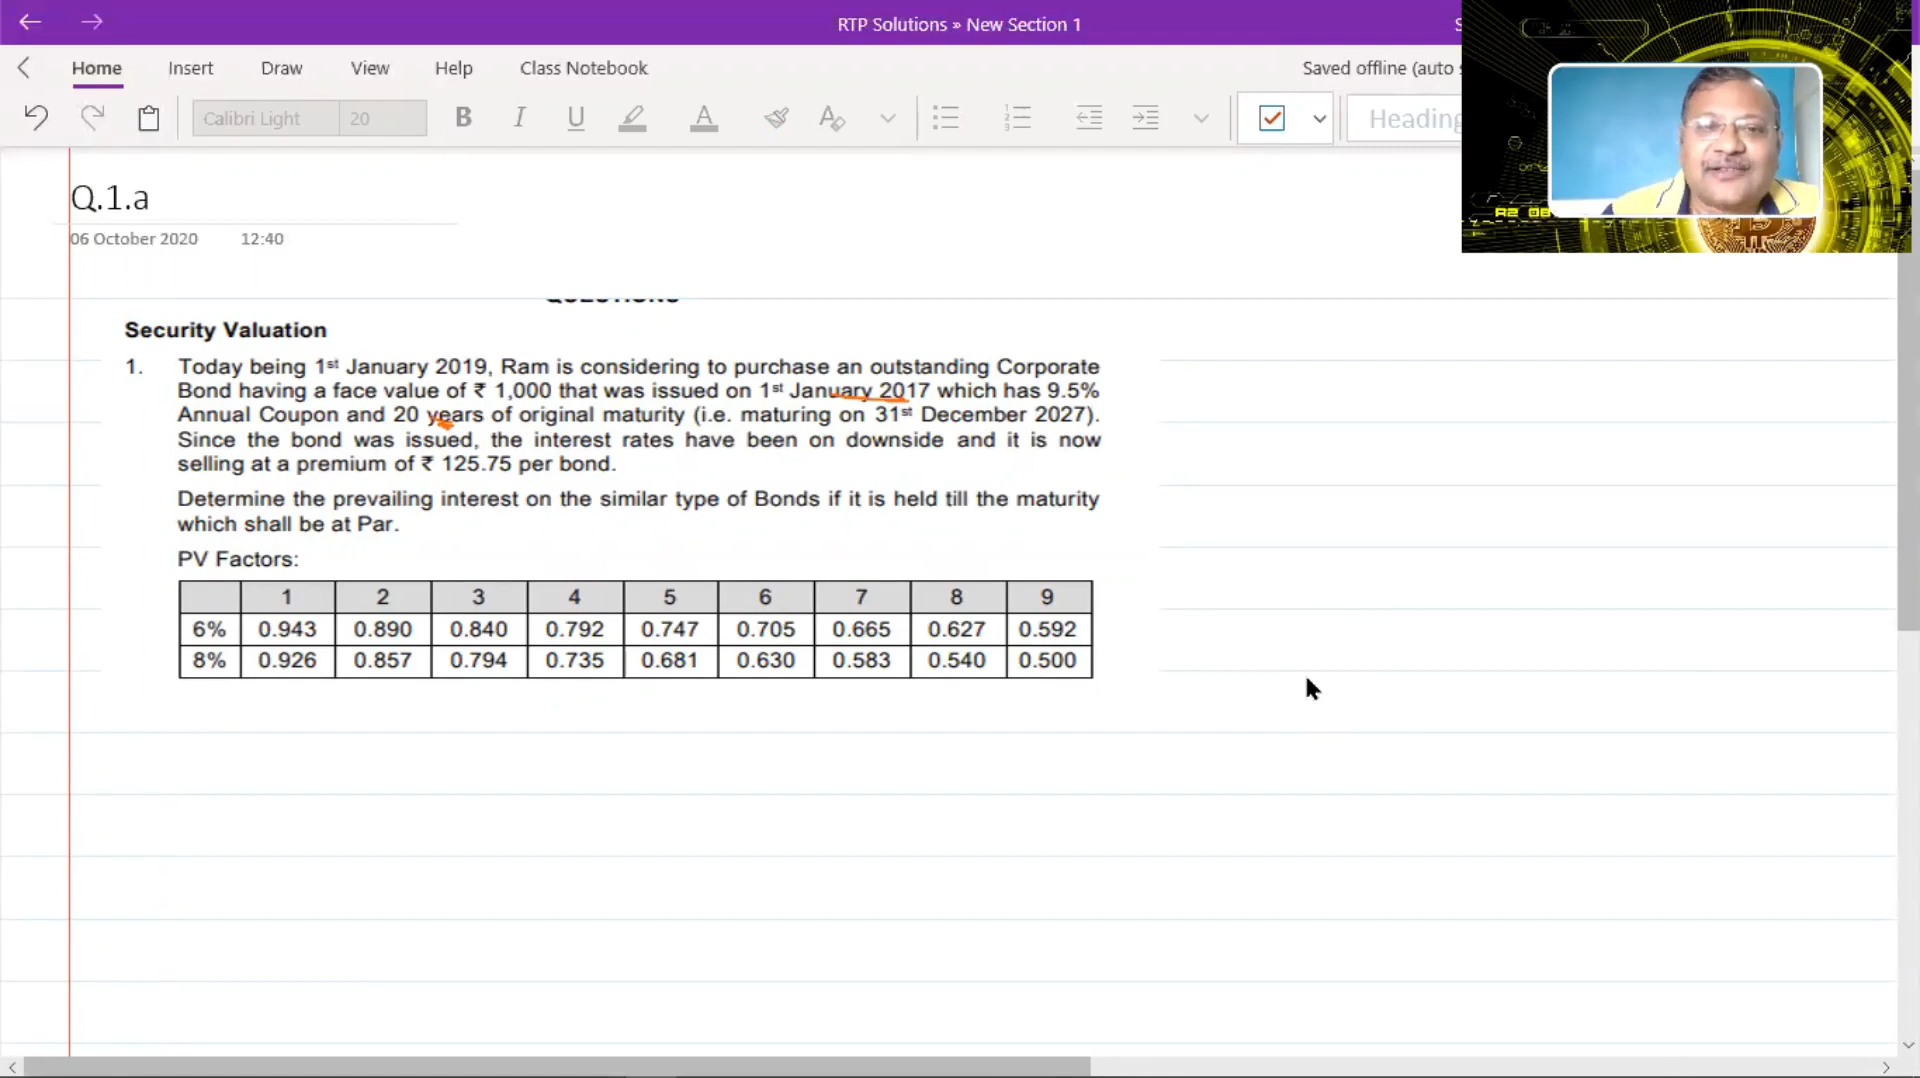 RTP Solutions » New Section 1
Home Insert Draw View Help Class Notebook Saved offline (auto
Calibri Light 20 B I U A A Heading
Q.1.a
06 October 2020 12:40
QUESTIONS
Security Valuation
1. Today being 1st January 2019, Ram is considering to purchase an outstanding Corporate
Bond having a face value of ₹ 1,000 that was issued on 1st January 2017 which has 9.5%
Annual Coupon and 20 years of original maturity (i.e. maturing on 31st December 2027).
Since the bond was issued, the interest rates have been on downside and it is now
selling at a premium of ₹ 125.75 per bond.
Determine the prevailing interest on the similar type of Bonds if it is held till the maturity
which shall be at Par.
PV Factors:
1 2 3 4 5 6 7 8 9
6% 0.943 0.890 0.840 0.792 0.747 0.705 0.665 0.627 0.592
8% 0.926 0.857 0.794 0.735 0.681 0.630 0.583 0.540 0.500